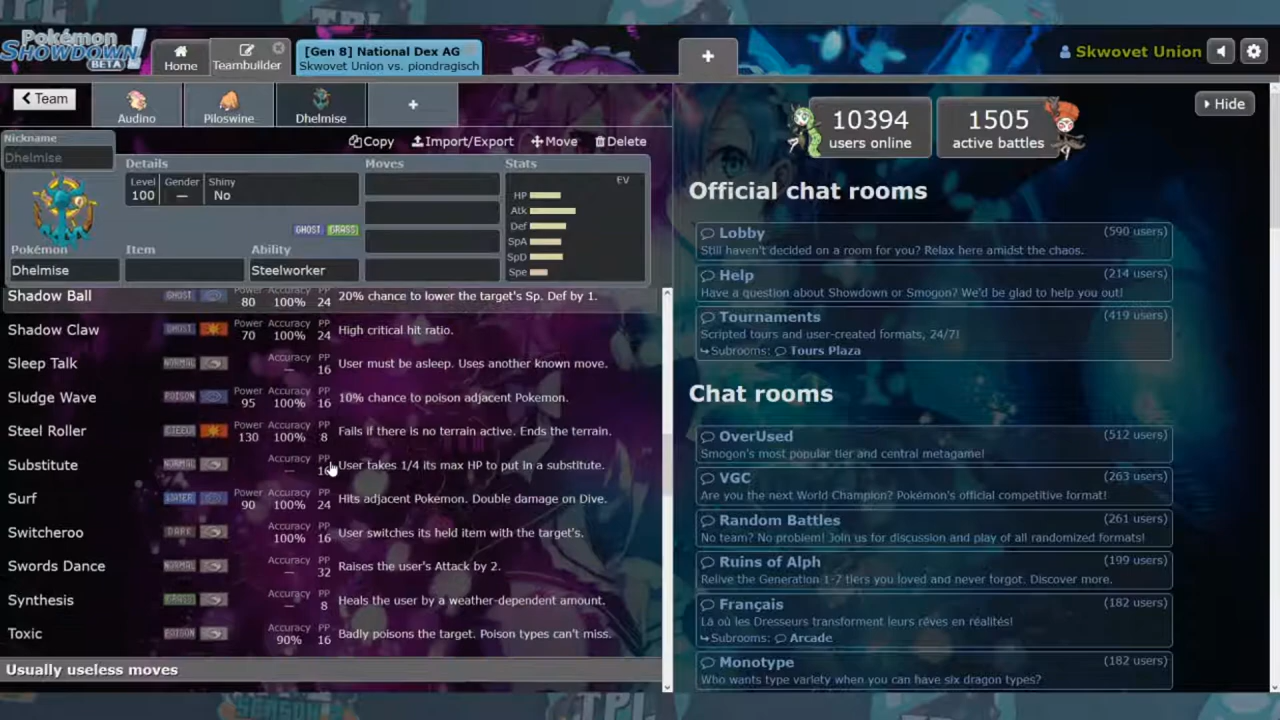 Pokémon
SHOWDOWN!
BETA
Home
Teambuilder
[Gen 8] National Dex AG
Skwovet Union vs. piondragisch
+
Skwovet Union
Team
Audino
Piloswine
Dhelmise
+
Copy
Import/Export
Move
Delete
Nickname
Dhelmise
Details
Level
100
Gender
—
Shiny
No
GHOST GRASS
Pokémon
Dhelmise
Item
Ability
Steelworker
Moves
Stats
EV
HP
Atk
Def
SpA
SpD
Spe
Shadow Ball GHOST Power 80 100% 24 20% chance to lower the target's Sp. Def by 1.
Shadow Claw GHOST Power 70 Accuracy 100% PP 24 High critical hit ratio.
Sleep Talk NORMAL Accuracy — PP 16 User must be asleep. Uses another known move.
Sludge Wave POISON Power 95 Accuracy 100% PP 16 10% chance to poison adjacent Pokemon.
Steel Roller STEEL Power 130 Accuracy 100% PP 8 Fails if there is no terrain active. Ends the terrain.
Substitute NORMAL Accuracy — PP User takes 1/4 its max HP to put in a substitute.
Surf WATER Power 90 Accuracy 100% PP 24 Hits adjacent Pokemon. Double damage on Dive.
Switcheroo DARK Accuracy 100% PP 16 User switches its held item with the target's.
Swords Dance NORMAL Accuracy — PP 32 Raises the user's Attack by 2.
Synthesis GRASS Accuracy — PP 8 Heals the user by a weather-dependent amount.
Toxic POISON Accuracy 90% PP 16 Badly poisons the target. Poison types can't miss.
Usually useless moves
Hide
10394
users online
1505
active battles
Official chat rooms
Lobby (590 users)
Still haven't decided on a room for you? Relax here amidst the chaos.
Help (214 users)
Have a question about Showdown or Smogon? We'd be glad to help you out!
Tournaments (419 users)
Scripted tours and user-created formats, 24/7!
Subrooms: Tours Plaza
Chat rooms
OverUsed (512 users)
Smogon's most popular tier and central metagame!
VGC (263 users)
Are you the next World Champion? Pokémon's official competitive format!
Random Battles (261 users)
No team? No problem! Join us for discussion and play of all randomized formats!
Ruins of Alph (199 users)
Relive the Generation 1-7 tiers you loved and never forgot. Discover more.
Français (182 users)
Là où les Dresseurs transforment leurs rêves en réalités!
Subrooms: Arcade
Monotype (182 users)
Who wants type variety when you can have six dragon types?